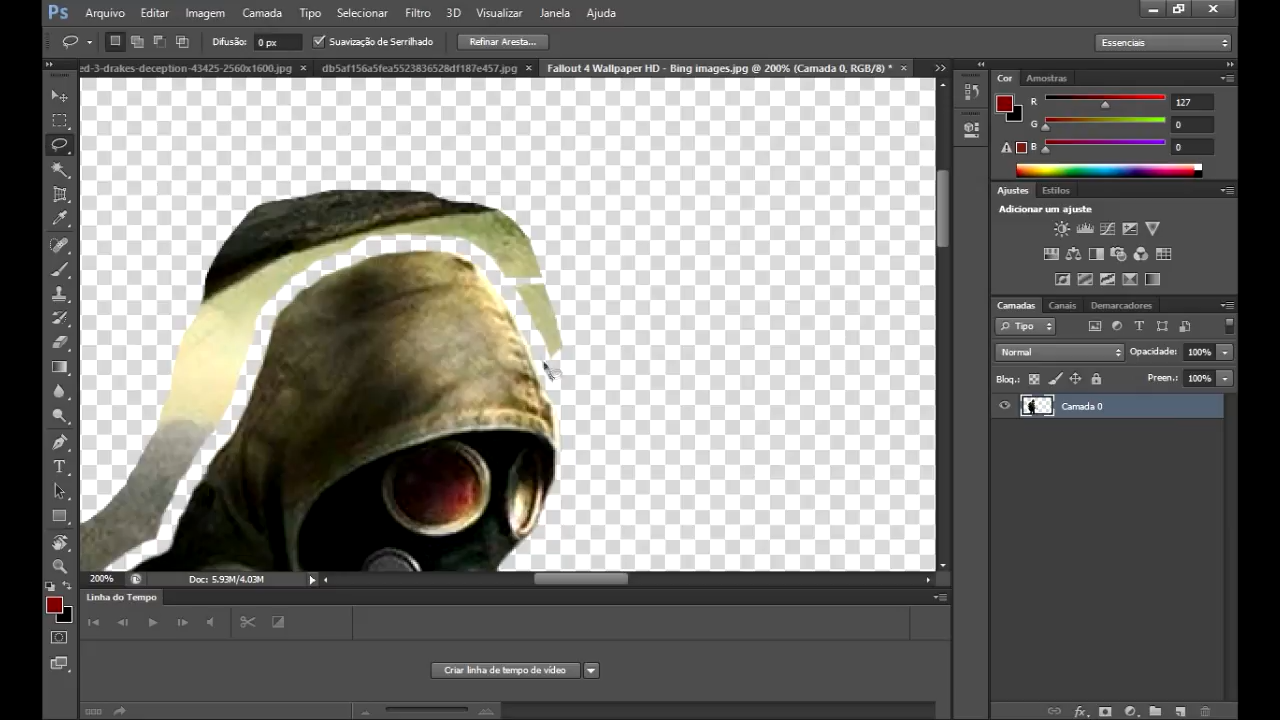 Ps Arquivo Editar Imagem Camada Tipo Selecionar Filtro 3D Visualizar Janela Ajuda
Difusão: 0 px Suavização de Serrilhado Refinar Aresta... Essenciais
ed-3-drakes-deception-43425-2560x1600.jpg × db5af156a5fea5523836528df187e457.jpg × Fallout 4 Wallpaper HD - Bing images.jpg @ 200% (Camada 0, RGB/8) * ×
Cor Amostras
R 127
G 0
B 0
Ajustes Estilos
Adicionar um ajuste
Camadas Canais Demarcadores
Tipo
Normal Opacidade: 100%
Bloq.: Preen.: 100%
Camada 0
200% Doc: 5.93M/4.03M
Linha do Tempo
Criar linha de tempo de vídeo